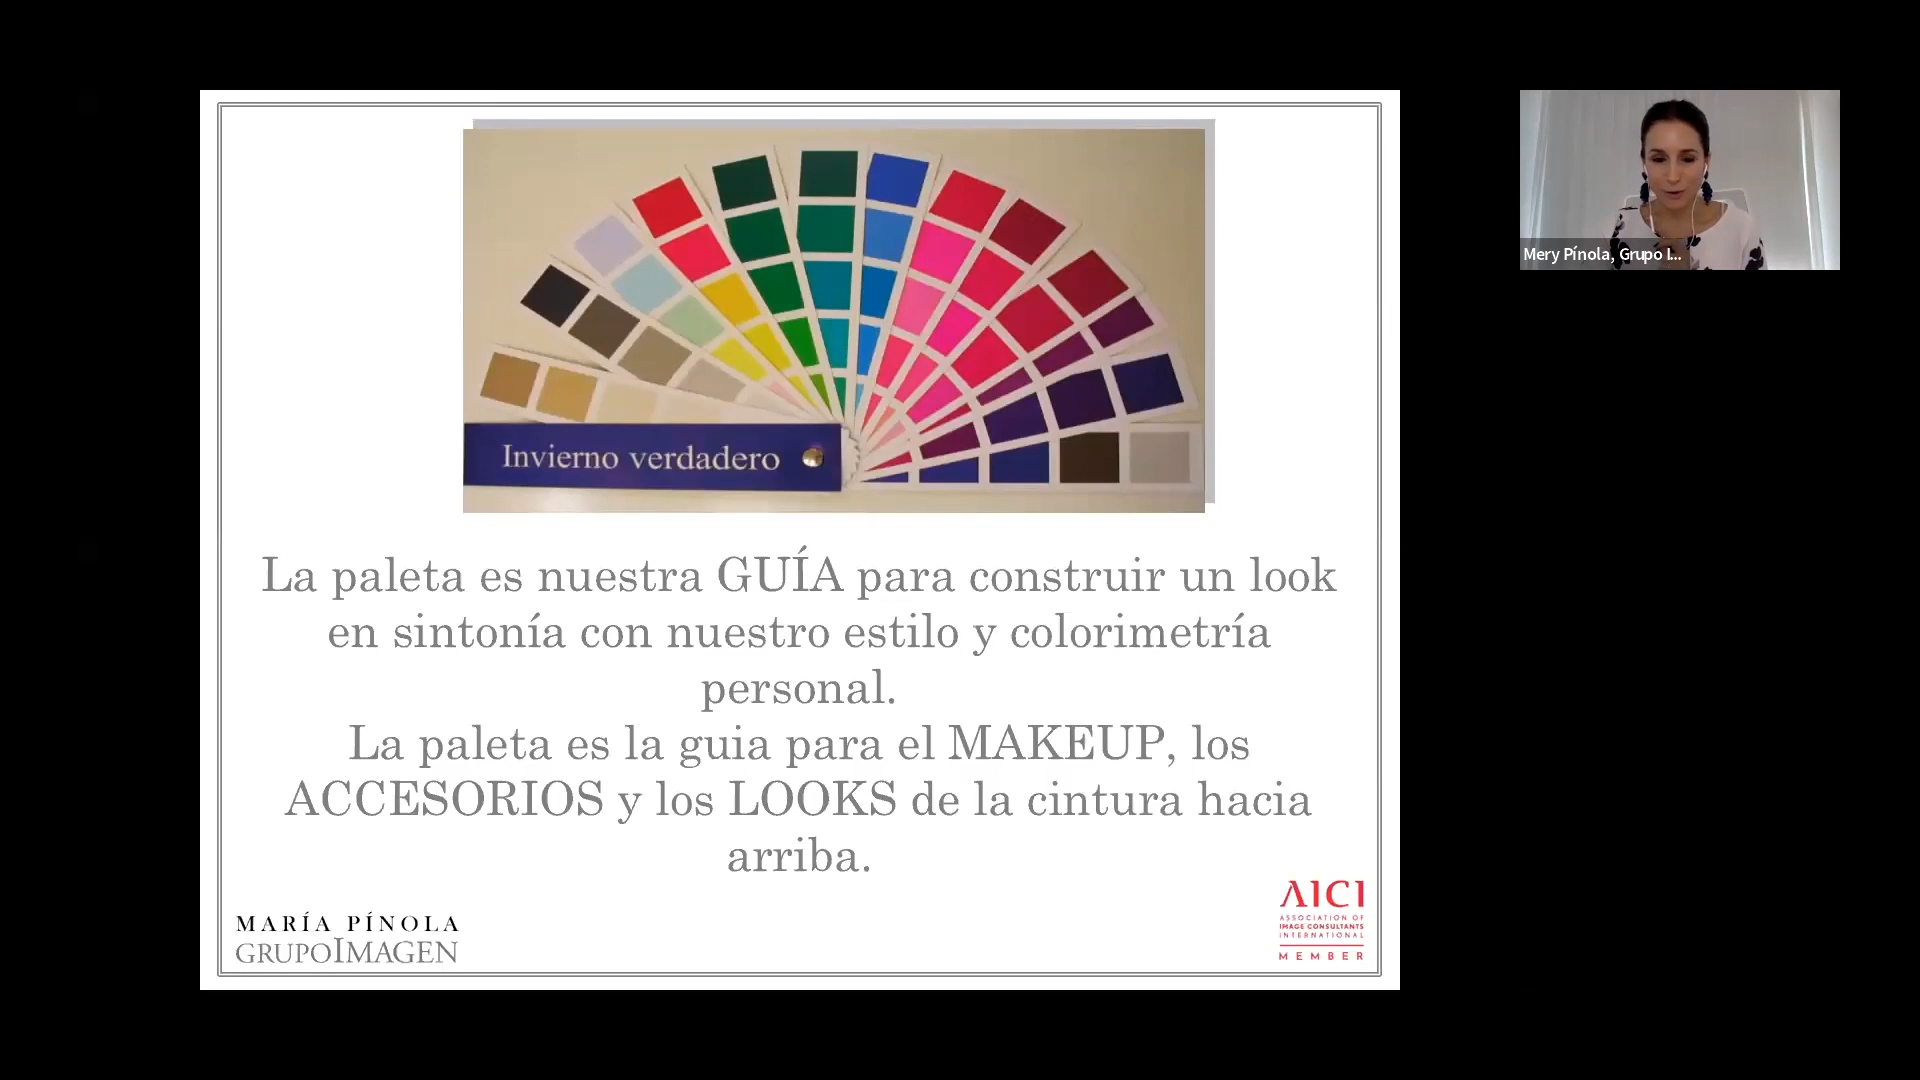 Invierno verdadero
La paleta es nuestra GUÍA para construir un look
en sintonía con nuestro estilo y colorimetría
personal.
La paleta es la guia para el MAKEUP, los
ACCESORIOS y los LOOKS de la cintura hacia
arriba.
MARÍA PÍNOLA
GRUPOIMAGEN
AICI
ASSOCIATION OF
IMAGE CONSULTANTS
INTERNATIONAL
MEMBER
Mery Pínola, Grupo I...